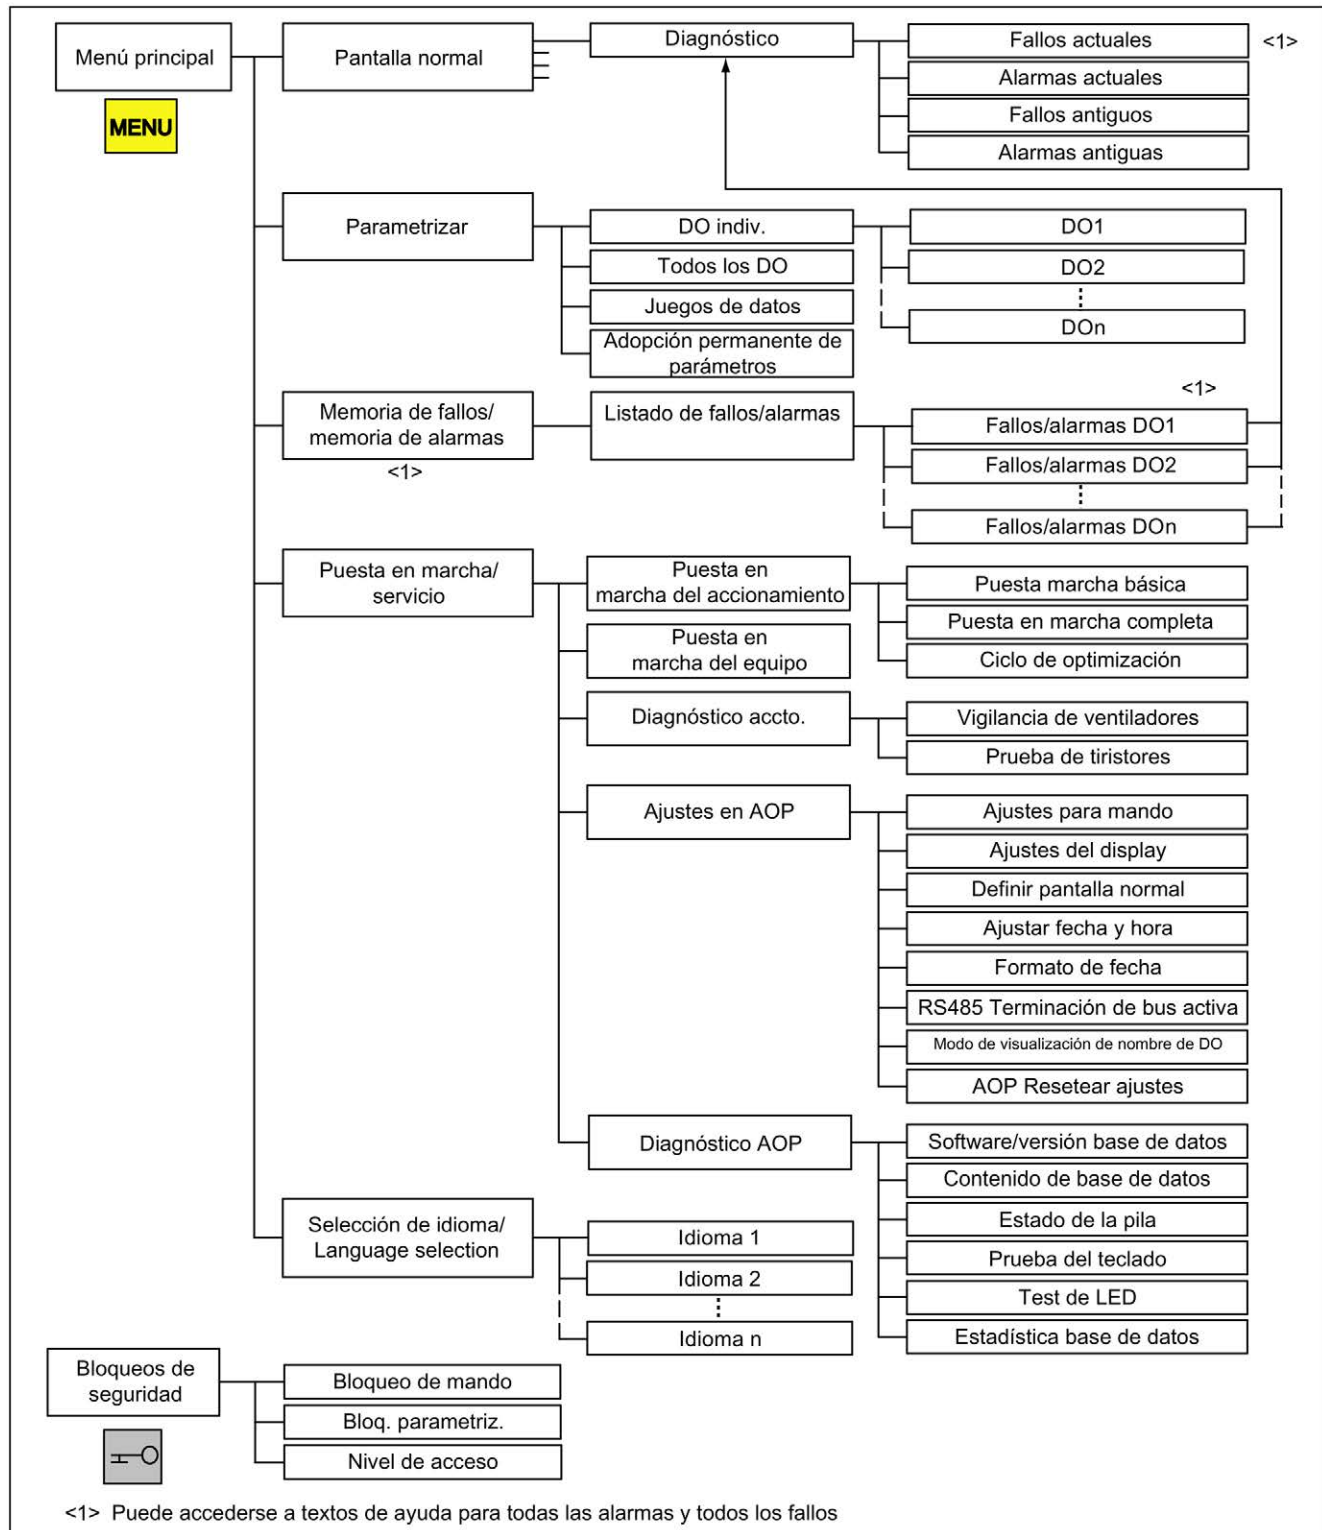 Menú principal
MENU
Pantalla normal
Diagnóstico
Fallos actuales
<1>
Alarmas actuales
Fallos antiguos
Alarmas antiguas
Parametrizar
DO indiv.
Todos los DO
Juegos de datos
Adopción permanente de
parámetros
DO1
DO2
DOn
Memoria de fallos/
memoria de alarmas
<1>
Listado de fallos/alarmas
<1>
Fallos/alarmas DO1
Fallos/alarmas DO2
Fallos/alarmas DOn
Puesta en marcha/
servicio
Puesta en
marcha del accionamiento
Puesta marcha básica
Puesta en marcha completa
Ciclo de optimización
Puesta en
marcha del equipo
Diagnóstico accto.
Vigilancia de ventiladores
Prueba de tiristores
Ajustes en AOP
Ajustes para mando
Ajustes del display
Definir pantalla normal
Ajustar fecha y hora
Formato de fecha
RS485 Terminación de bus activa
Modo de visualización de nombre de DO
AOP Resetear ajustes
Diagnóstico AOP
Software/versión base de datos
Contenido de base de datos
Estado de la pila
Prueba del teclado
Test de LED
Estadística base de datos
Selección de idioma/
Language selection
Idioma 1
Idioma 2
Idioma n
Bloqueos de
seguridad
Bloqueo de mando
Bloq. parametriz.
Nivel de acceso
<1> Puede accederse a textos de ayuda para todas las alarmas y todos los fallos